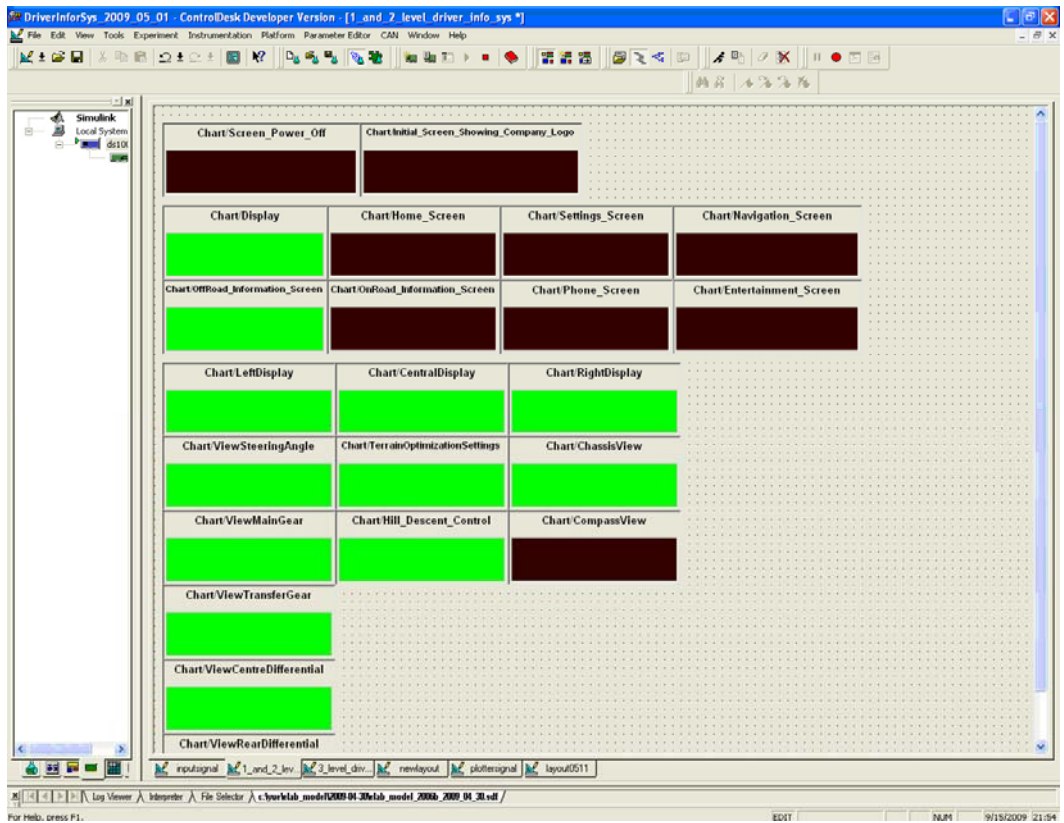 DriverInforSys_2009_05_01 - ControlDesk Developer Version - [1_and_2_level_driver_info_sys *]
File Edit View Tools Experiment Instrumentation Platform Parameter Editor CAN Window Help
Simulink
Local System
ds10
Chart/Screen_Power_Off
Chart/Initial_Screen_Showing_Company_Logo
Chart/Display
Chart/Home_Screen
Chart/Settings_Screen
Chart/Navigation_Screen
Chart/OffRoad_Information_Screen
Chart/OnRoad_Information_Screen
Chart/Phone_Screen
Chart/Entertainment_Screen
Chart/LeftDisplay
Chart/CentralDisplay
Chart/RightDisplay
Chart/ViewSteeringAngle
Chart/TerrainOptimizationSettings
Chart/ChassisView
Chart/ViewMainGear
Chart/Hill_Descent_Control
Chart/CompassView
Chart/ViewTransferGear
Chart/ViewCentreDifferential
Chart/ViewRearDifferential
inputsignal 1_and_2_lev... 3_level_driv... newlayout plottersignal layout0511
Log Viewer Interpreter File Selector
For Help, press F1.
EDIT NUM 9/15/2009 21:54